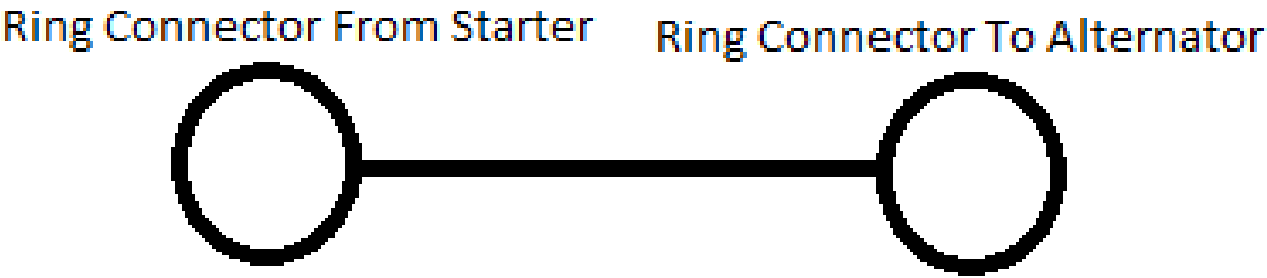 Ring Connector From Starter
Ring Connector To Alternator